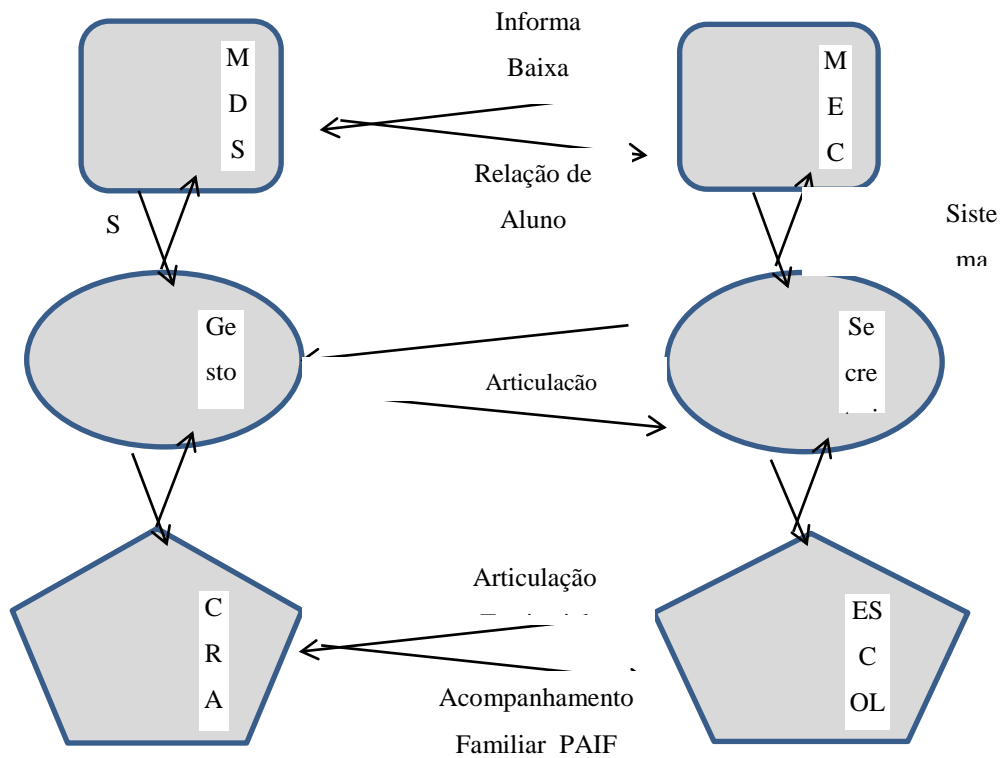 Informa
Baixa
M
D
S
M
E
C
Relação de
Aluno
S
Siste
ma
Ge
sto
Articulacão
Se
cre
Articulação
C
R
A
ES
C
OL
Acompanhamento
Familiar PAIF